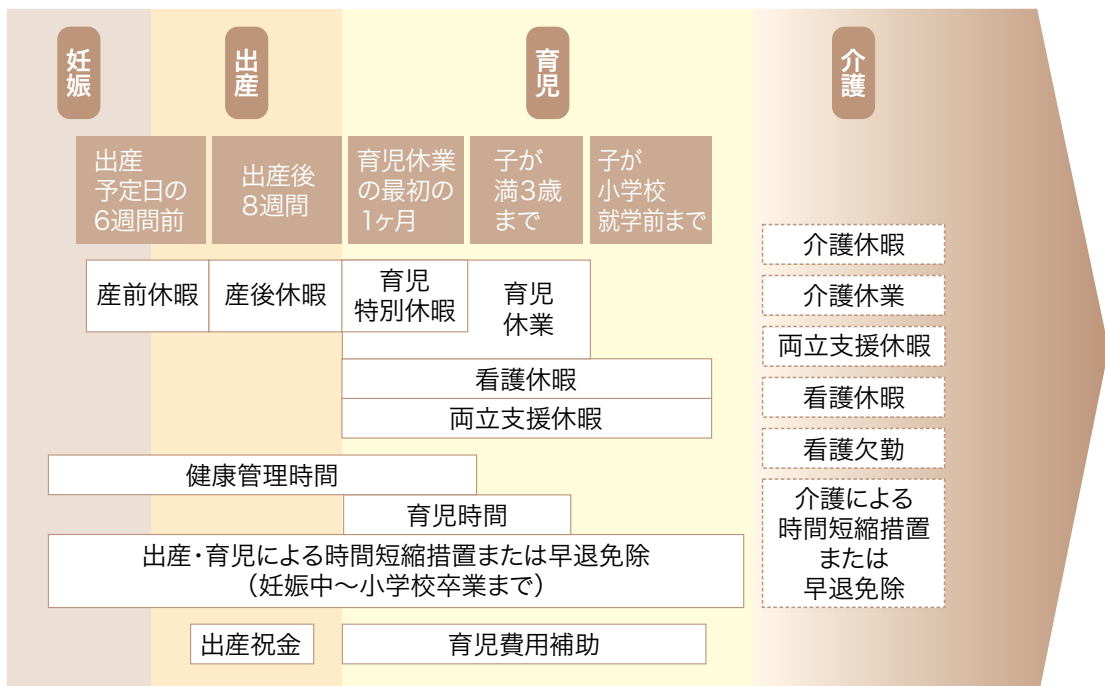 妊娠
出産
育児
介護
出産
予定日の
6週間前
出産後
8週間
育児休業
の最初の
1ヶ月
子が
満3歳
まで
子が
小学校
就学前まで
産前休暇
産後休暇
育児
特別休暇
育児
休業
看護休暇
両立支援休暇
健康管理時間
育児時間
出産・育児による時間短縮措置または早退免除
（妊娠中～小学校卒業まで）
出産祝金
育児費用補助
介護休暇
介護休業
両立支援休暇
看護休暇
看護欠勤
介護による
時間短縮措置
または
早退免除